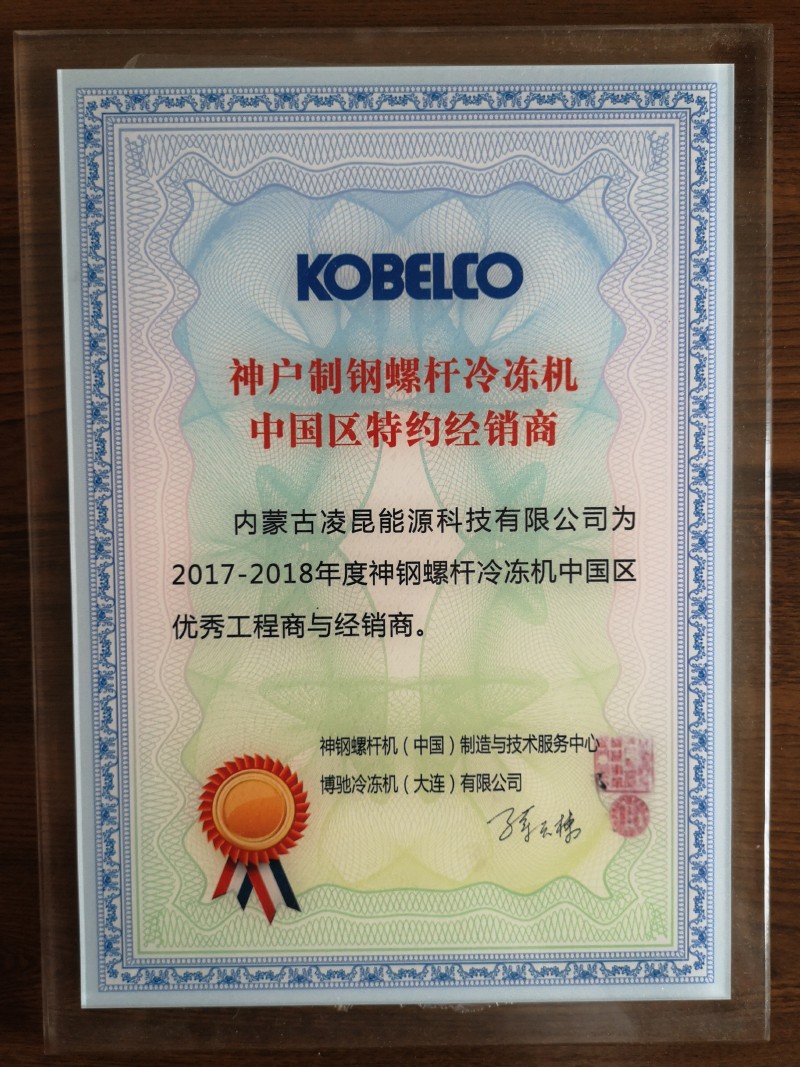 KOBELCO
神户制钢螺杆冷冻机
中国区特约经销商
内蒙古凌昆能源科技有限公司为
2017-2018年度神钢螺杆冷冻机中国区
优秀工程商与经销商。
神钢螺杆机（中国）制造与技术服务中心
博驰冷冻机（大连）有限公司